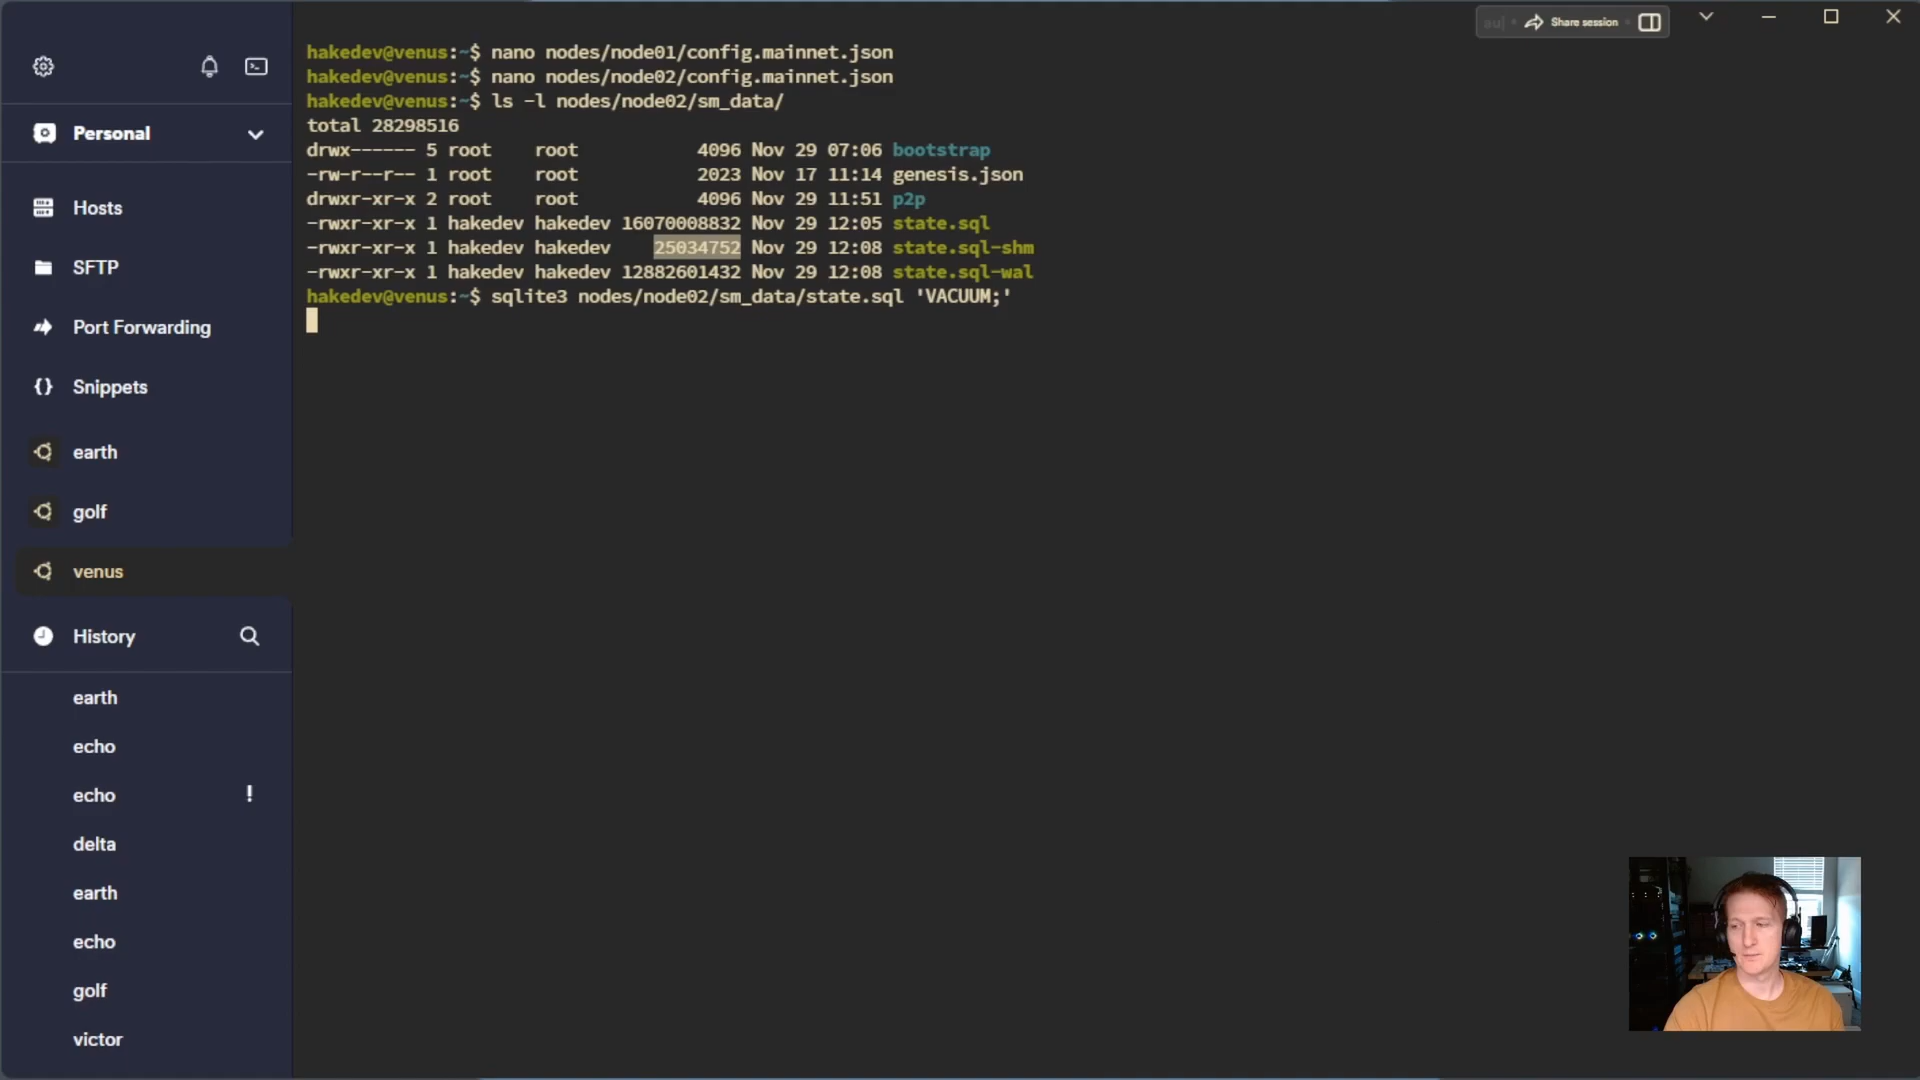 Share session
Personal
Hosts
SFTP
Port Forwarding
Snippets
earth
golf
venus
History
earth
echo
echo !
delta
earth
echo
golf
victor
hakedev@venus:~$ nano nodes/node01/config.mainnet.json
hakedev@venus:~$ nano nodes/node02/config.mainnet.json
hakedev@venus:~$ ls -l nodes/node02/sm_data/
total 28298516
drwx------ 5 root    root           4096 Nov 29 07:06 bootstrap
-rw-r--r-- 1 root    root           2023 Nov 17 11:14 genesis.json
drwxr-xr-x 2 root    root           4096 Nov 29 11:51 p2p
-rwxr-xr-x 1 hakedev hakedev 16070008832 Nov 29 12:05 state.sql
-rwxr-xr-x 1 hakedev hakedev    25034752 Nov 29 12:08 state.sql-shm
-rwxr-xr-x 1 hakedev hakedev 12882601432 Nov 29 12:08 state.sql-wal
hakedev@venus:~$ sqlite3 nodes/node02/sm_data/state.sql 'VACUUM;'